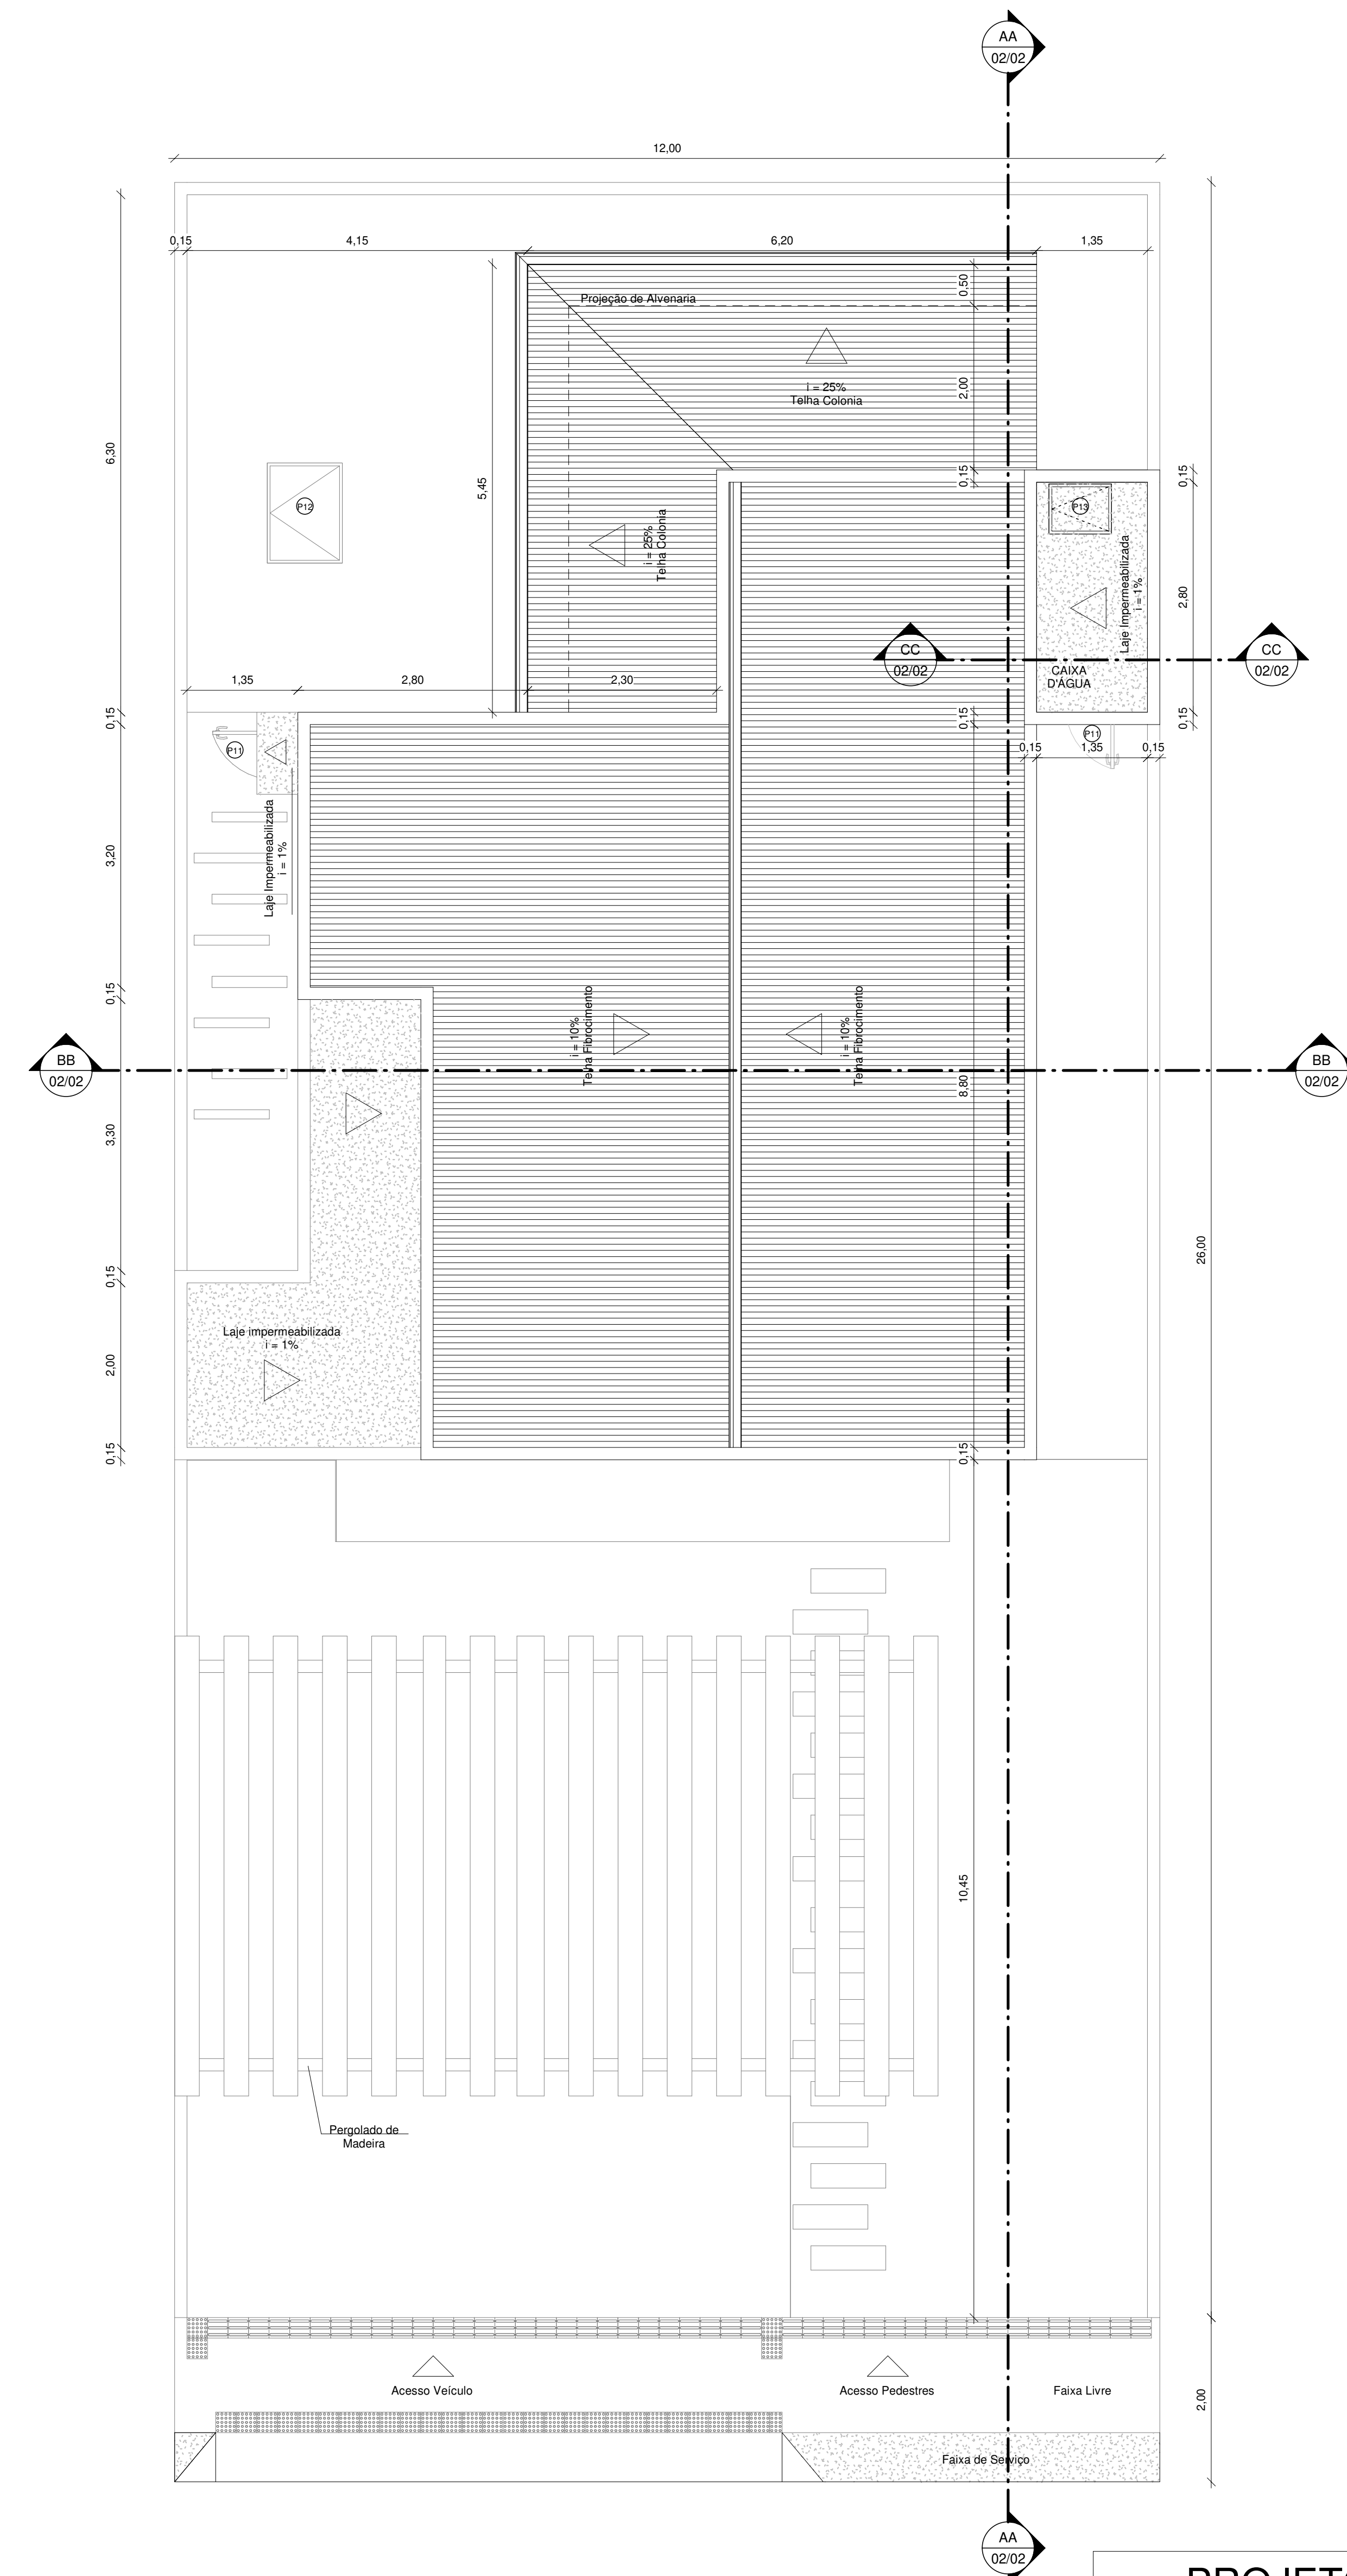 AA
02/02
12,00
0,15
4,15
6,20
1,35
0,50
Projeção de Alvenaria
i = 25%
Telha Colonia
2,00
6,30
5,45
P12
0,15
0,15
P13
i = 25%
Telha Colonia
Laje Impermeabilizada
i = 1%
2,80
CC
02/02
CC
02/02
CAIXA
D'ÁGUA
1,35
2,80
2,30
0,15
0,15
0,15
P11
P11
0,15
1,35
0,15
Laje Impermeabilizada
i = 1%
3,20
0,15
i = 10%
Telha Fibrocimento
i = 10%
Telha Fibrocimento
BB
02/02
BB
02/02
8,80
3,30
26,00
0,15
Laje impermeabilizada
i = 1%
2,00
0,15
0,15
10,45
Pergolado de
Madeira
Acesso Veículo
Acesso Pedestres
Faixa Livre
2,00
Faixa de Serviço
AA
02/02